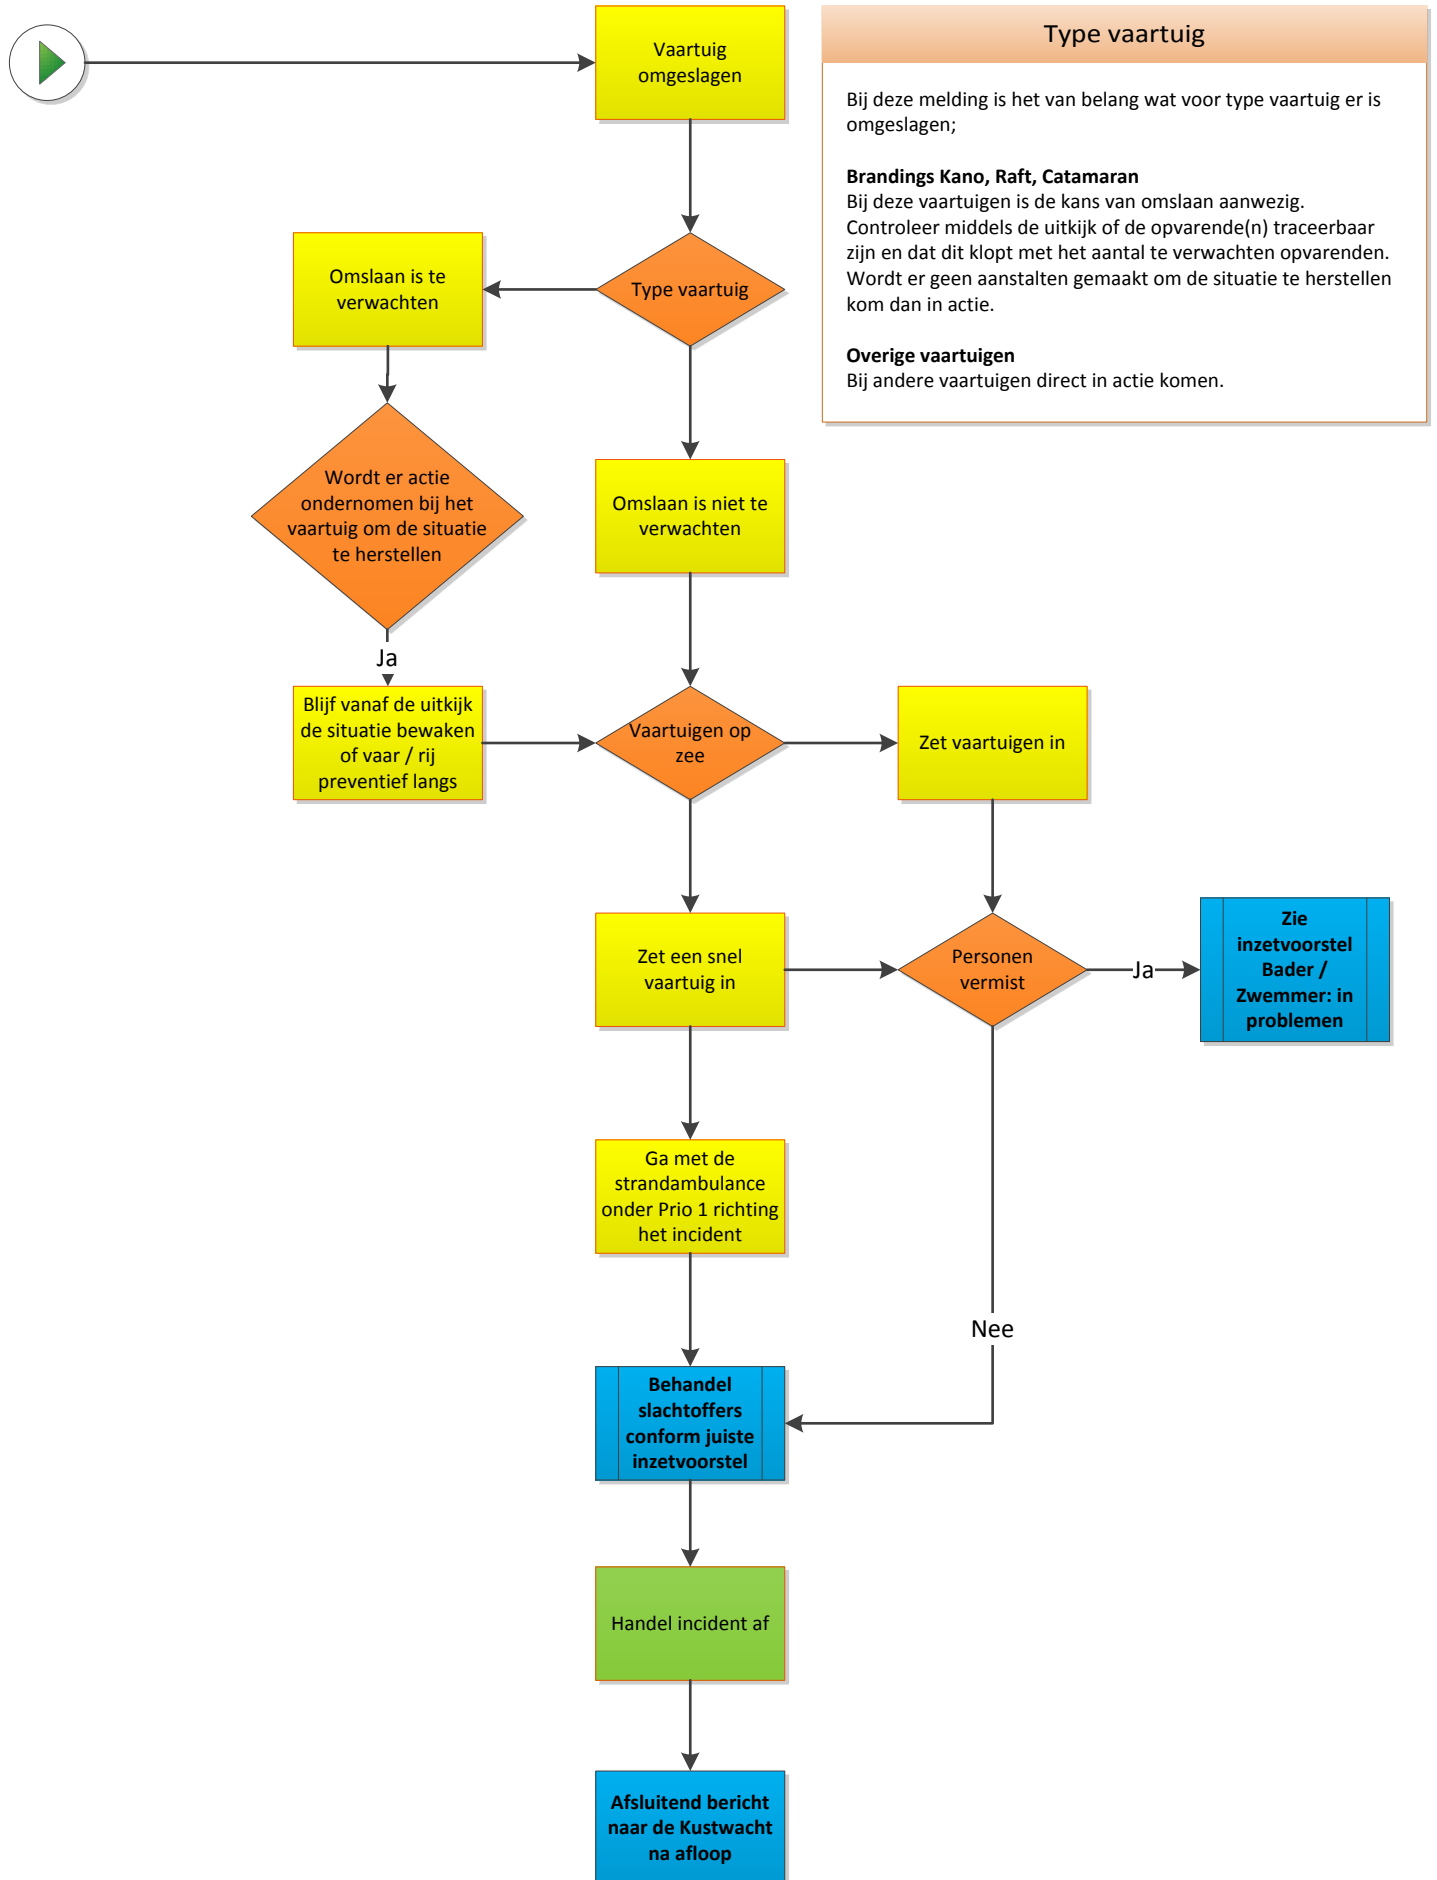 Vaartuig
omgeslagen
Type vaartuig
Bij deze melding is het van belang wat voor type vaartuig er is
omgeslagen;
Brandings Kano, Raft, Catamaran
Bij deze vaartuigen is de kans van omslaan aanwezig.
Controleer middels de uitkijk of de opvarende(n) traceerbaar
zijn en dat dit klopt met het aantal te verwachten opvarenden.
Wordt er geen aanstalten gemaakt om de situatie te herstellen
kom dan in actie.
Overige vaartuigen
Bij andere vaartuigen direct in actie komen.
Omslaan is te
verwachten
Type vaartuig
Wordt er actie
ondernomen bij het
vaartuig om de situatie
te herstellen
Omslaan is niet te
verwachten
Ja
Blijf vanaf de uitkijk
de situatie bewaken
of vaar / rij
preventief langs
Vaartuigen op
zee
Zet vaartuigen in
Zet een snel
vaartuig in
Personen
vermist
Ja
Zie
inzetvoorstel
Bader /
Zwemmer: in
problemen
Ga met de
strandambulance
onder Prio 1 richting
het incident
Nee
Behandel
slachtoffers
conform juiste
inzetvoorstel
Handel incident af
Afsluitend bericht
naar de Kustwacht
na afloop